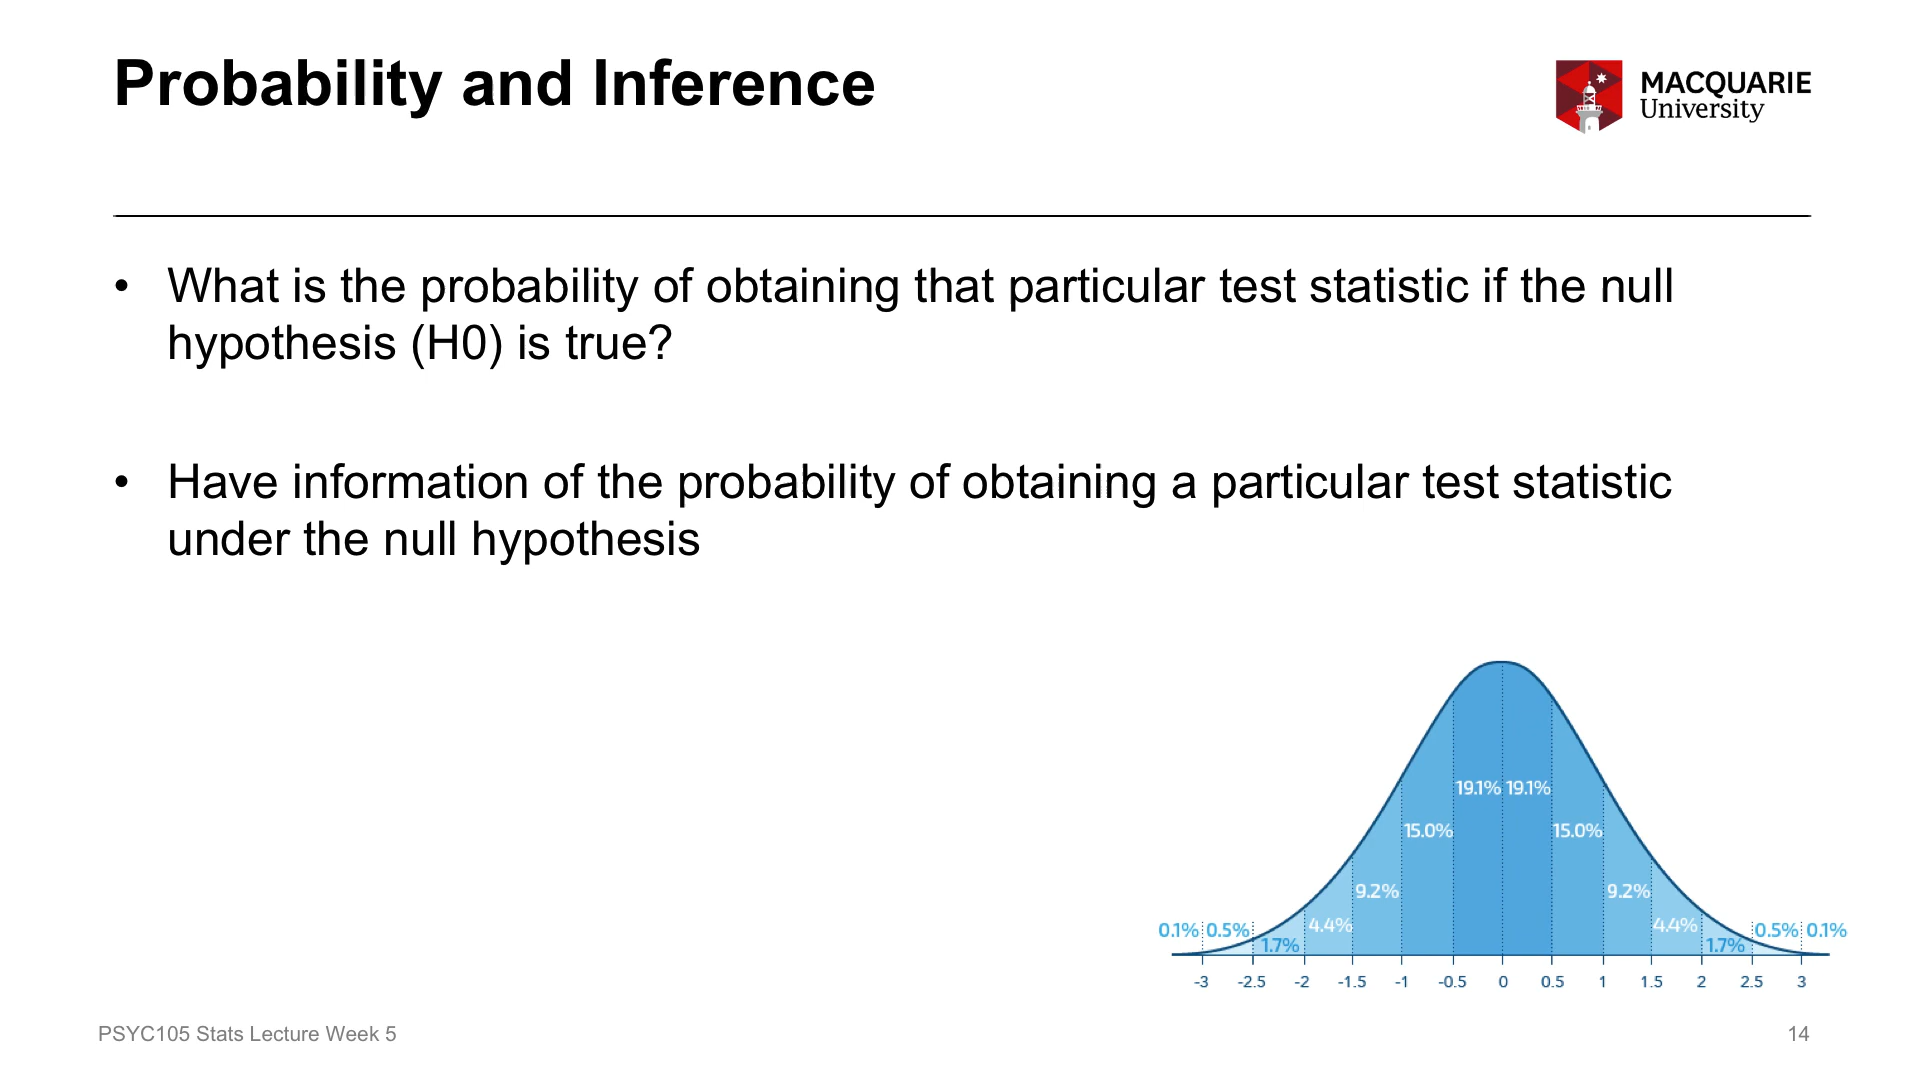 Probability and Inference
MACQUARIE
University
• What is the probability of obtaining that particular test statistic if the null
hypothesis (H0) is true?
• Have information of the probability of obtaining a particular test statistic
under the null hypothesis
19.1% 19.1%
15.0% 15.0%
9.2% 9.2%
0.1% 0.5% 4.4% 4.4% 0.5% 0.1%
1.7% 1.7%
-3 -2.5 -2 -1.5 -1 -0.5 0 0.5 1 1.5 2 2.5 3
PSYC105 Stats Lecture Week 5 14